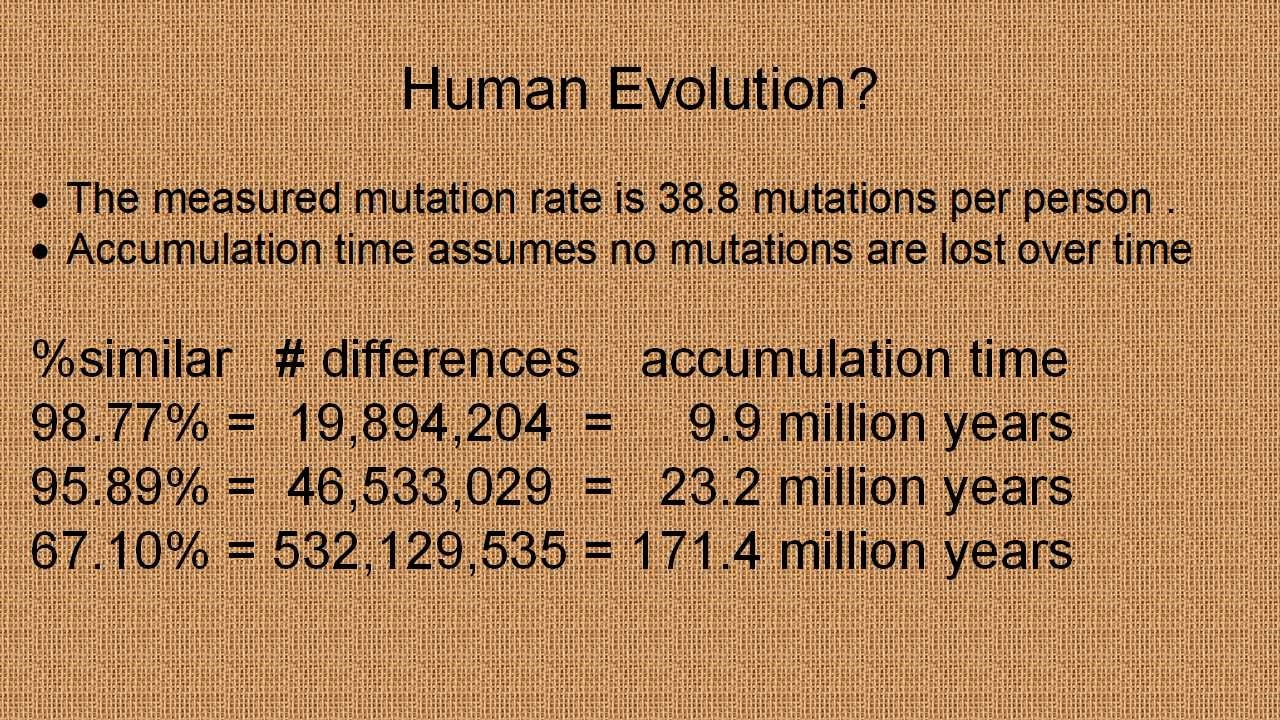 Human Evolution?
• The measured mutation rate is 38.8 mutations per person .
• Accumulation time assumes no mutations are lost over time
%similar # differences accumulation time
98.77% = 19,894,204 = 9.9 million years
95.89% = 46,533,029 = 23.2 million years
67.10% = 532,129,535 = 171.4 million years